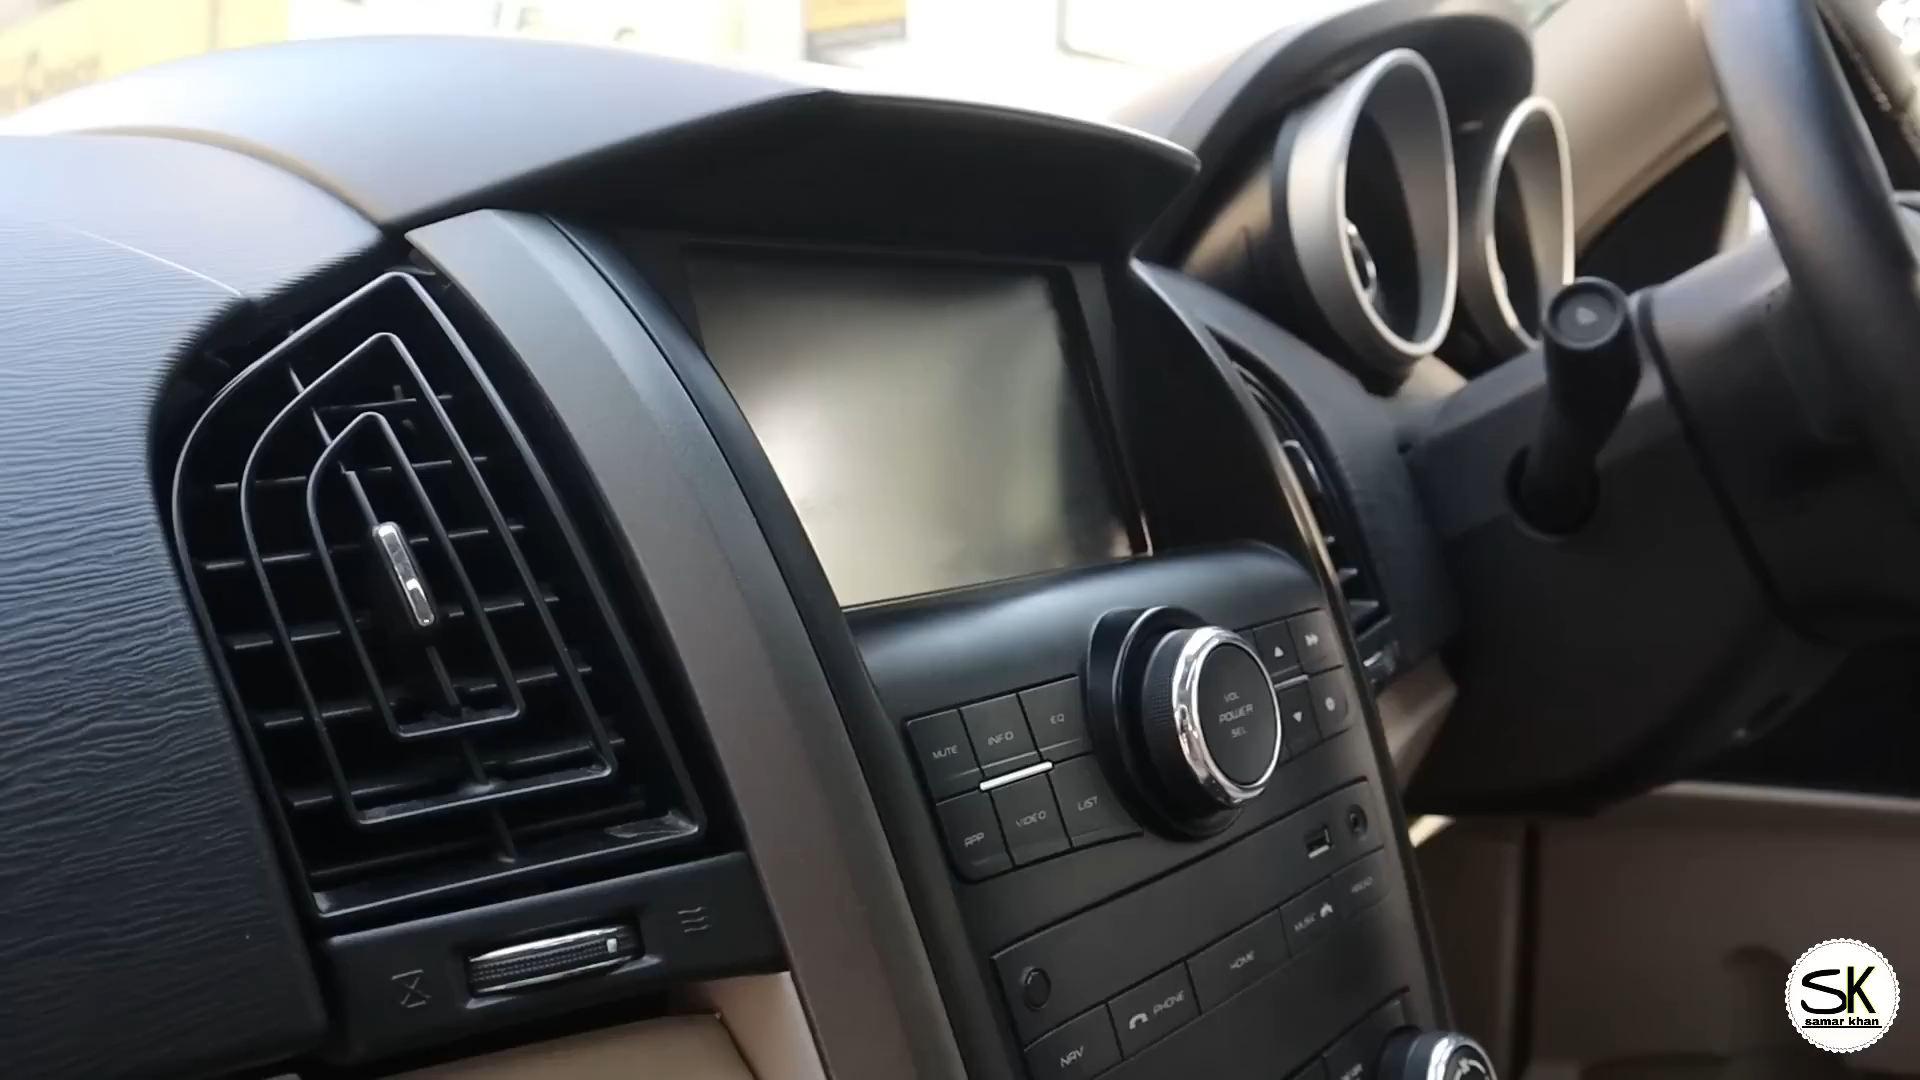 VOL
POWER
SEL
MUTE
INFO
EQ
APP
VIDEO
LIST
RADIO
MUSIC
HOME
PHONE
NAV
SK
samar khan